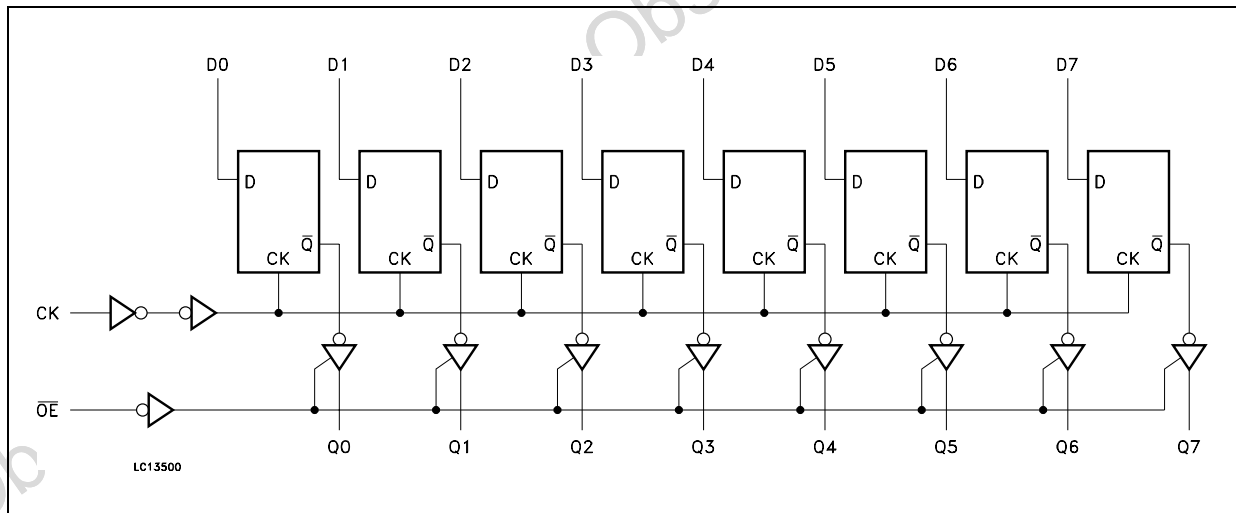 D0 D1 D2 D3 D4 D5 D6 D7
D D D D D D D D
Q̅ Q̅ Q̅ Q̅ Q̅ Q̅ Q̅ Q̅
CK CK CK CK CK CK CK CK
CK
O̅E̅
Q0 Q1 Q2 Q3 Q4 Q5 Q6 Q7
LC13500